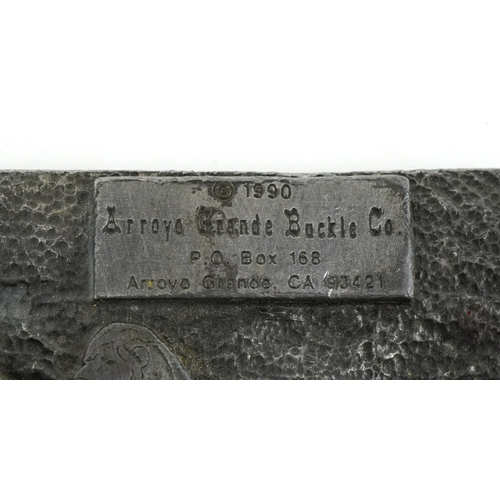 © 1990
Arroyo Grande Buckle Co.
P.O. Box 168
Arroyo Grande, CA 93421